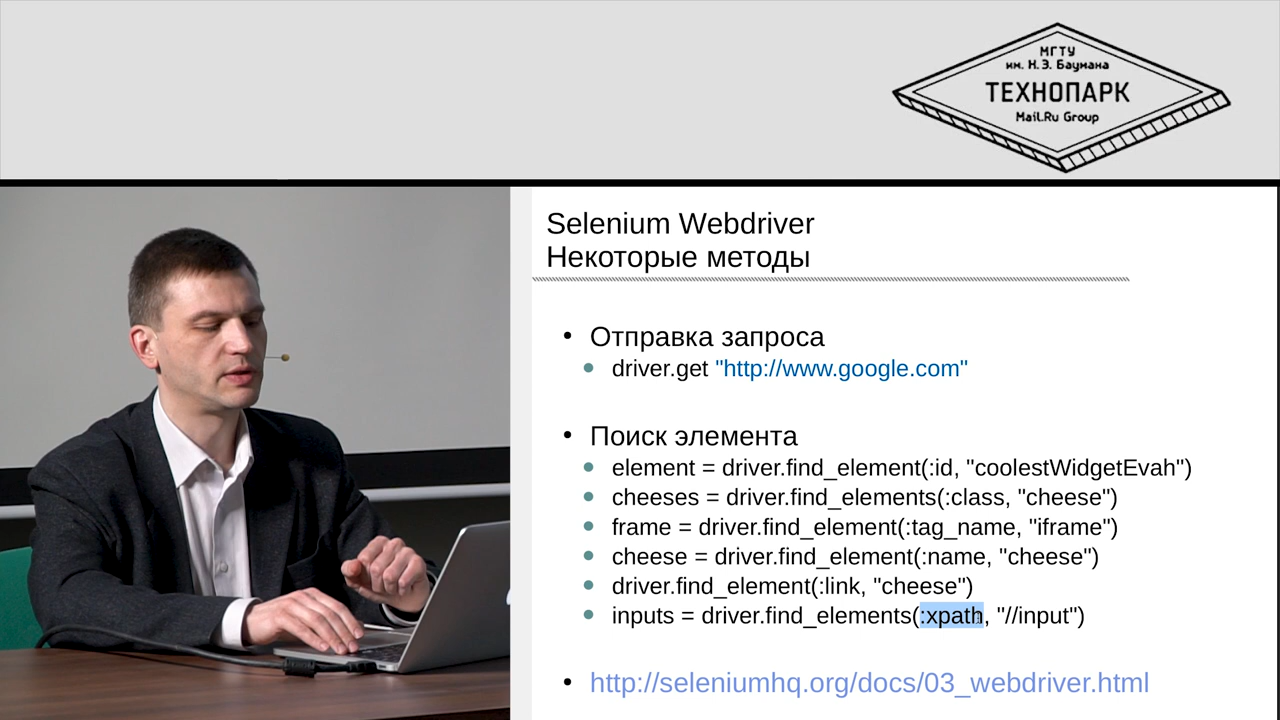 МГТУ
им. Н.Э. Баумана
ТЕХНОПАРК
Mail.Ru Group
Selenium Webdriver
Некоторые методы
• Отправка запроса
• driver.get "http://www.google.com"
• Поиск элемента
• element = driver.find_element(:id, "coolestWidgetEvah")
• cheeses = driver.find_elements(:class, "cheese")
• frame = driver.find_element(:tag_name, "iframe")
• cheese = driver.find_element(:name, "cheese")
• driver.find_element(:link, "cheese")
• inputs = driver.find_elements(:xpath, "//input")
• http://seleniumhq.org/docs/03_webdriver.html